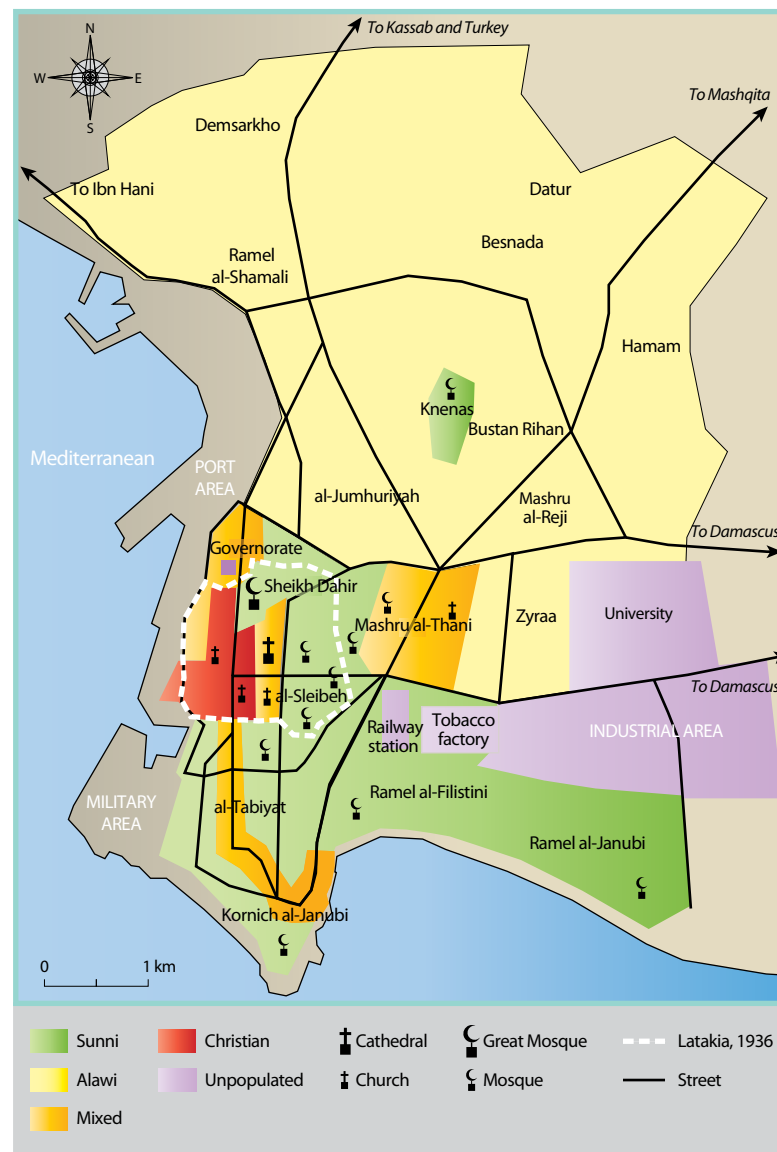 To Kassab and Turkey
N
W
E
S
To Mashqita
Demsarkho
To Ibn Hani
Datur
Besnada
Ramel
al-Shamali
Hamam
Knenas
Bustan Rihan
Mediterranean
PORT
AREA
al-Jumhuriyah
Mashru
al-Reji
To Damascus
Governorate
Sheikh Dahir
Mashru al-Thani
Zyraa
University
To Damascus
al-Sleibeh
Railway
station
Tobacco
factory
INDUSTRIAL AREA
MILITARY
AREA
al-Tabiyat
Ramel al-Filistini
Ramel al-Janubi
Kornich al-Janubi
0
1 km
Sunni
Christian
Cathedral
Great Mosque
Latakia, 1936
Alawi
Unpopulated
Church
Mosque
Street
Mixed